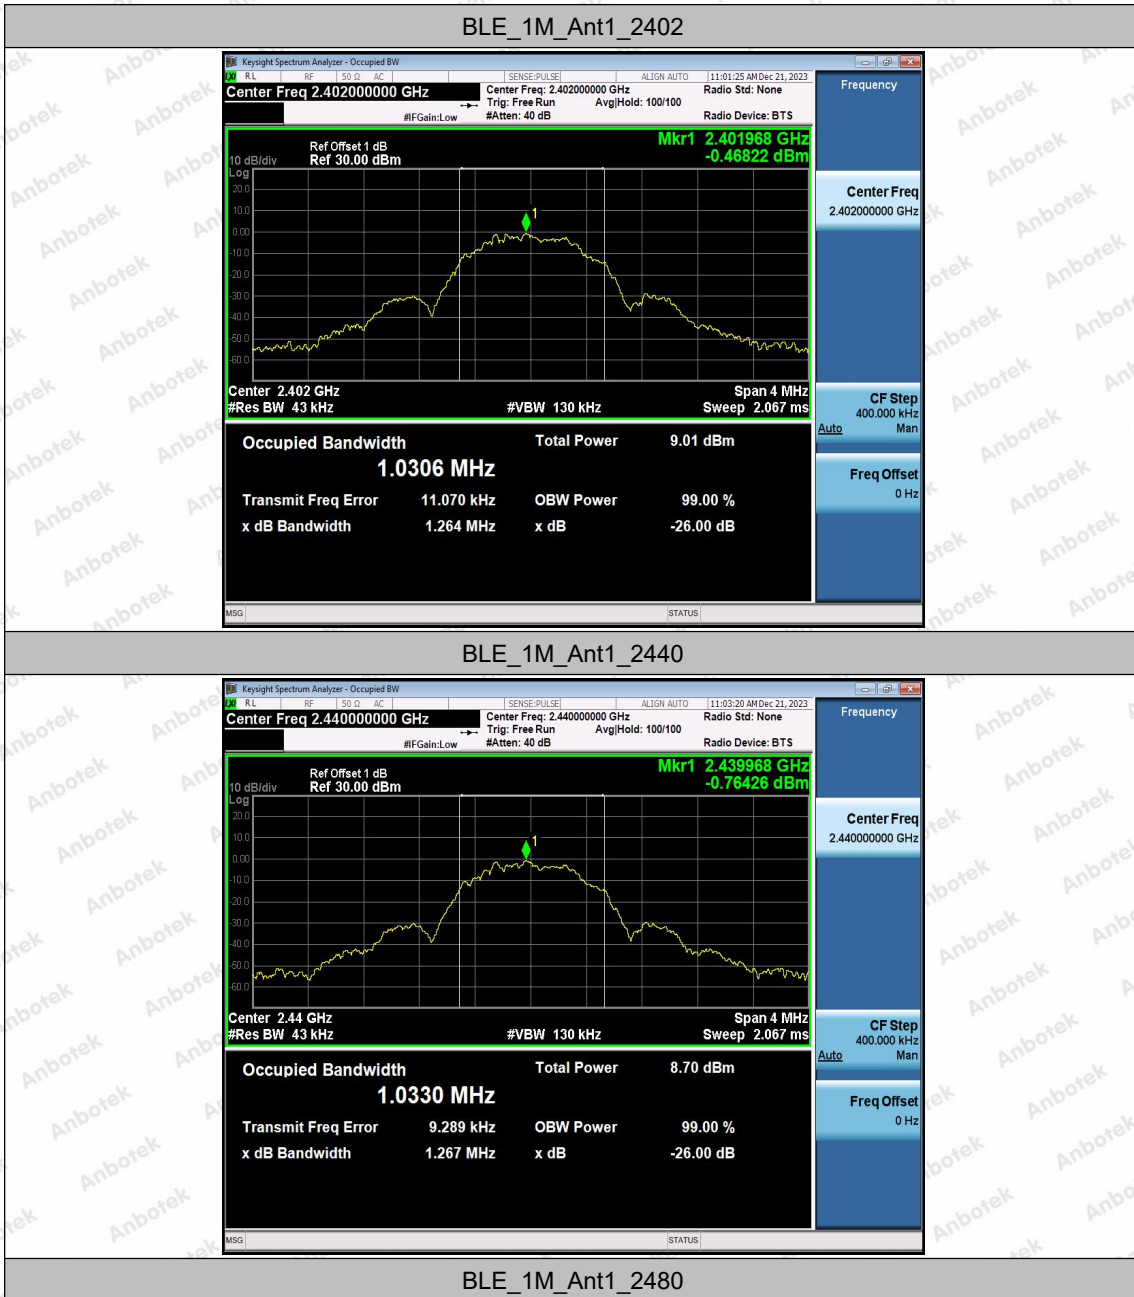 BLE_1M_Ant1_2402
Keysight Spectrum Analyzer - Occupied BW
LXI RL RF 50 Ω AC SENSE:PULSE ALIGN AUTO 11:01:25 AM Dec 21, 2023
Center Freq 2.402000000 GHz
Center Freq: 2.402000000 GHz
Radio Std: None
Trig: Free Run Avg|Hold: 100/100
#IFGain:Low #Atten: 40 dB Radio Device: BTS
Frequency
Mkr1 2.401968 GHz
-0.46822 dBm
Ref Offset 1 dB
10 dB/div Ref 30.00 dBm
Log
20.0
10.0
0.00
-10.0
-20.0
-30.0
-40.0
-50.0
-60.0
1
Center 2.402 GHz Span 4 MHz
#Res BW 43 kHz #VBW 130 kHz Sweep 2.067 ms
Center Freq
2.402000000 GHz
CF Step
400.000 kHz
Auto Man
Freq Offset
0 Hz
Occupied Bandwidth Total Power 9.01 dBm
1.0306 MHz
Transmit Freq Error 11.070 kHz OBW Power 99.00 %
x dB Bandwidth 1.264 MHz x dB -26.00 dB
MSG STATUS
BLE_1M_Ant1_2440
Keysight Spectrum Analyzer - Occupied BW
LXI RL RF 50 Ω AC SENSE:PULSE ALIGN AUTO 11:03:20 AM Dec 21, 2023
Center Freq 2.440000000 GHz
Center Freq: 2.440000000 GHz
Radio Std: None
Trig: Free Run Avg|Hold: 100/100
#IFGain:Low #Atten: 40 dB Radio Device: BTS
Frequency
Mkr1 2.439968 GHz
-0.76426 dBm
Ref Offset 1 dB
10 dB/div Ref 30.00 dBm
Log
20.0
10.0
0.00
-10.0
-20.0
-30.0
-40.0
-50.0
-60.0
1
Center 2.44 GHz Span 4 MHz
#Res BW 43 kHz #VBW 130 kHz Sweep 2.067 ms
Center Freq
2.440000000 GHz
CF Step
400.000 kHz
Auto Man
Freq Offset
0 Hz
Occupied Bandwidth Total Power 8.70 dBm
1.0330 MHz
Transmit Freq Error 9.289 kHz OBW Power 99.00 %
x dB Bandwidth 1.267 MHz x dB -26.00 dB
MSG STATUS
BLE_1M_Ant1_2480
Anbotek